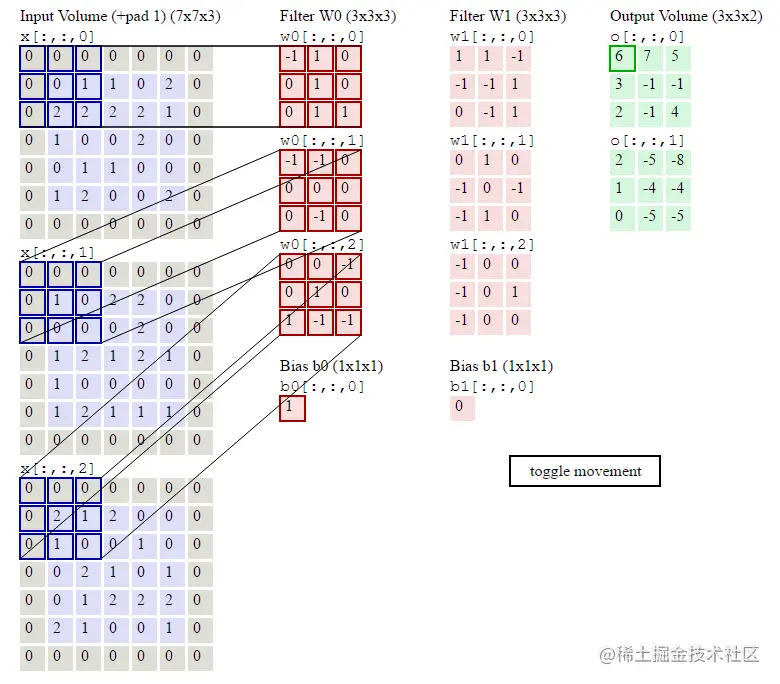 Input Volume (+pad 1) (7x7x3)
x[:,:,0]
0 0 0 0 0 0 0
0 0 1 1 0 2 0
0 2 2 2 2 1 0
0 1 0 0 2 0 0
0 0 1 1 0 0 0
0 1 2 0 0 2 0
0 0 0 0 0 0 0
x[:,:,1]
0 0 0 0 0 0 0
0 1 0 2 2 0 0
0 0 0 0 2 0 0
0 1 2 1 2 1 0
0 1 0 0 0 0 0
0 1 2 1 1 1 0
0 0 0 0 0 0 0
x[:,:,2]
0 0 0 0 0 0 0
0 2 1 2 0 0 0
0 1 0 0 1 0 0
0 0 2 1 0 1 0
0 0 1 2 2 2 0
0 2 1 0 0 1 0
0 0 0 0 0 0 0
Filter W0 (3x3x3)
w0[:,:,0]
-1 1 0
0 1 0
0 1 1
w0[:,:,1]
-1 -1 0
0 0 0
0 -1 0
w0[:,:,2]
0 0 -1
0 1 0
1 -1 -1
Bias b0 (1x1x1)
b0[:,:,0]
1
Filter W1 (3x3x3)
w1[:,:,0]
1 1 -1
-1 -1 1
0 -1 1
w1[:,:,1]
0 1 0
-1 0 -1
-1 1 0
w1[:,:,2]
-1 0 0
-1 0 1
-1 0 0
Bias b1 (1x1x1)
b1[:,:,0]
0
Output Volume (3x3x2)
o[:,:,0]
6 7 5
3 -1 -1
2 -1 4
o[:,:,1]
2 -5 -8
1 -4 -4
0 -5 -5
toggle movement
@稀土掘金技术社区